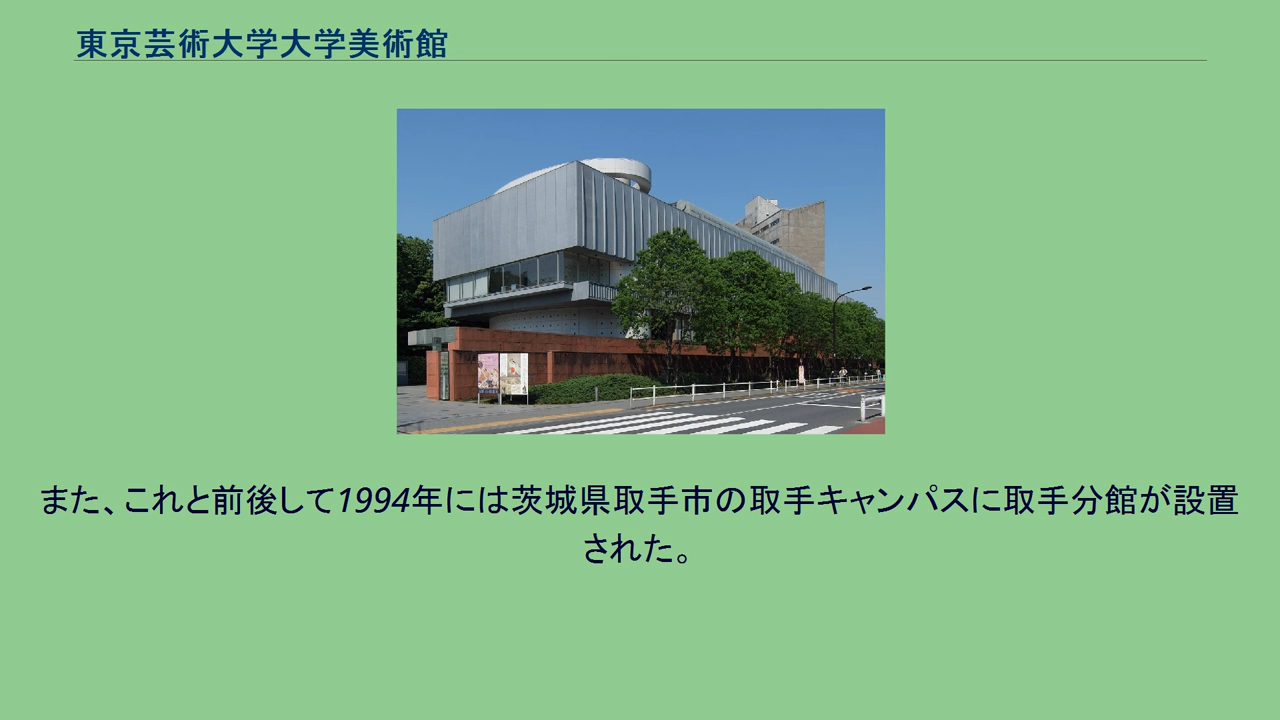 東京芸術大学大学美術館
また、これと前後して1994年には茨城県取手市の取手キャンパスに取手分館が設置
された。